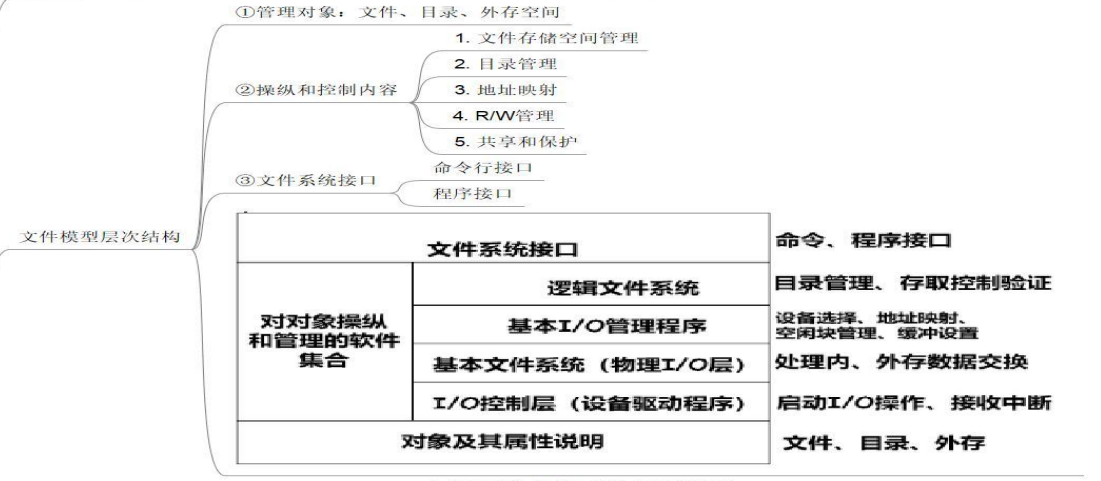 ①管理对象：文件、目录、外存空间
1. 文件存储空间管理
2. 目录管理
②操纵和控制内容
3. 地址映射
4. R/W管理
5. 共享和保护
命令行接口
③文件系统接口
程序接口
文件模型层次结构
文件系统接口
命令、程序接口
逻辑文件系统
目录管理、存取控制验证
对对象操纵
和管理的软件
集合
基本I/O管理程序
设备选择、地址映射、
空闲块管理、缓冲设置
基本文件系统（物理I/O层）
处理内、外存数据交换
I/O控制层（设备驱动程序）
启动I/O操作、接收中断
对象及其属性说明
文件、目录、外存